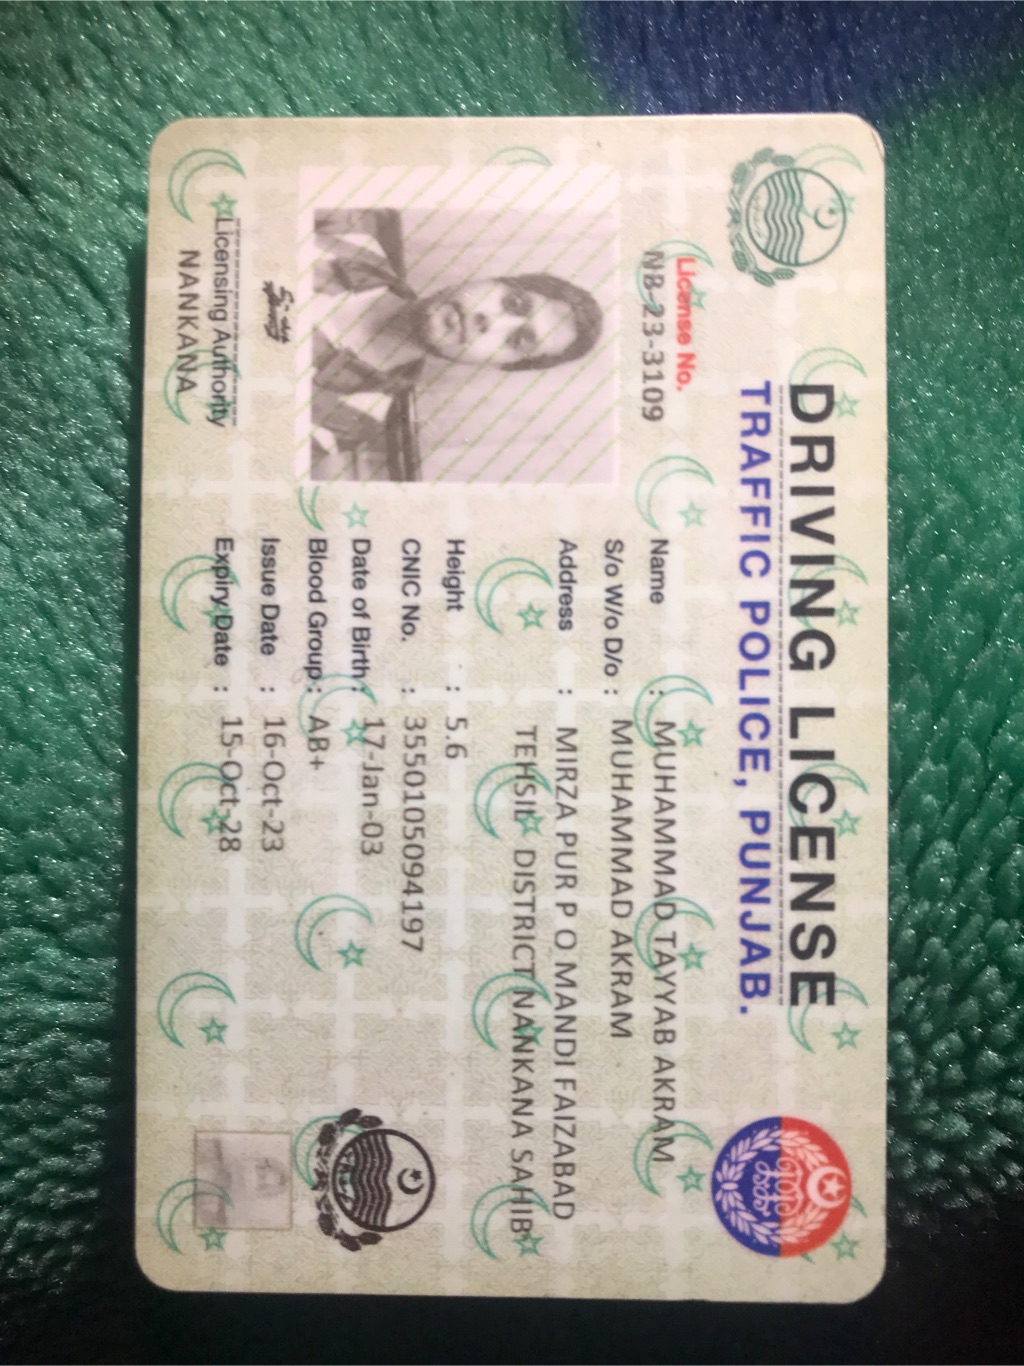 DRIVING LICENSE
TRAFFIC POLICE, PUNJAB.
License No.
NB-23-3109
Name : MUHAMMAD TAYYAB AKRAM
S/o W/o D/o : MUHAMMAD AKRAM
Address : MIRZA PUR P O MANDI FAIZABAD
TEHSIL DISTRICT NANKANA SAHIB
Height : 5.6
CNIC No. : 3550105094197
Date of Birth : 17-Jan-03
Blood Group : AB+
Issue Date : 16-Oct-23
Expiry Date : 15-Oct-28
Licensing Authority
NANKANA